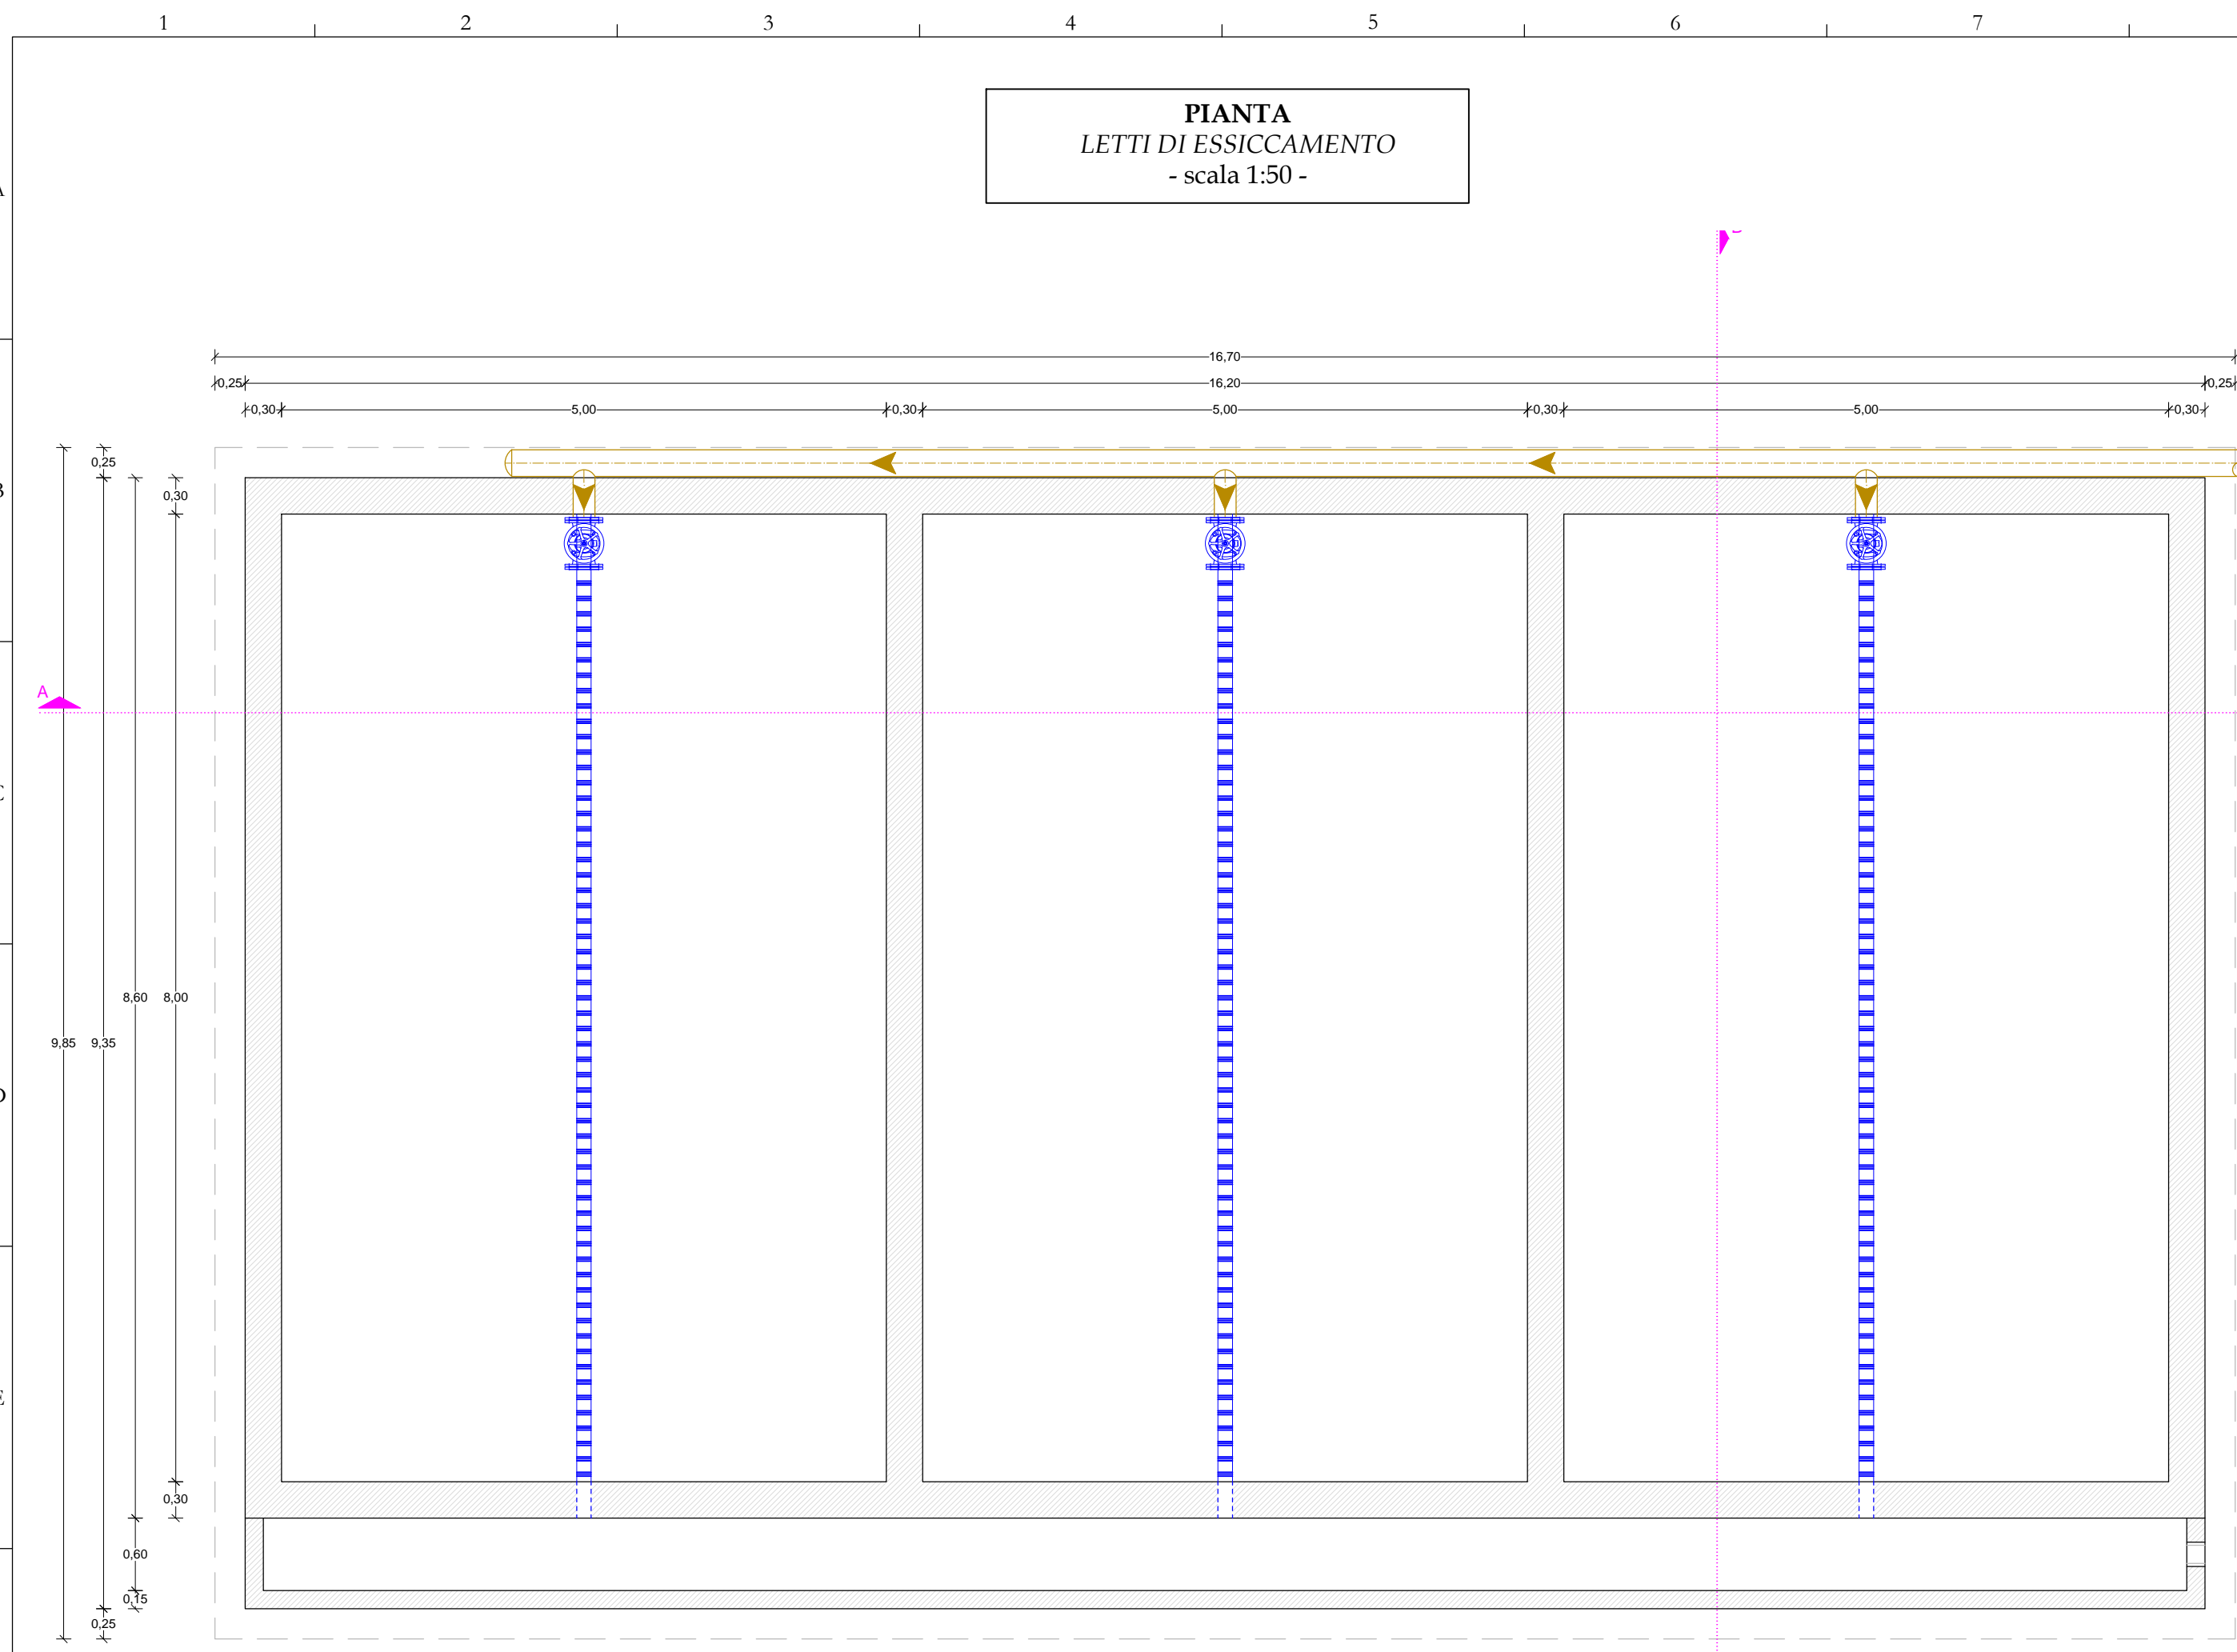 1 2 3 4 5 6 7
PIANTA
LETTI DI ESSICCAMENTO
- scala 1:50 -
16,70
0,25 16,20 0,25
0,30 5,00 0,30 5,00 0,30 5,00 0,30
0,25
0,30
A
8,60 8,00
9,85 9,35
0,30
0,60
0,15
0,25